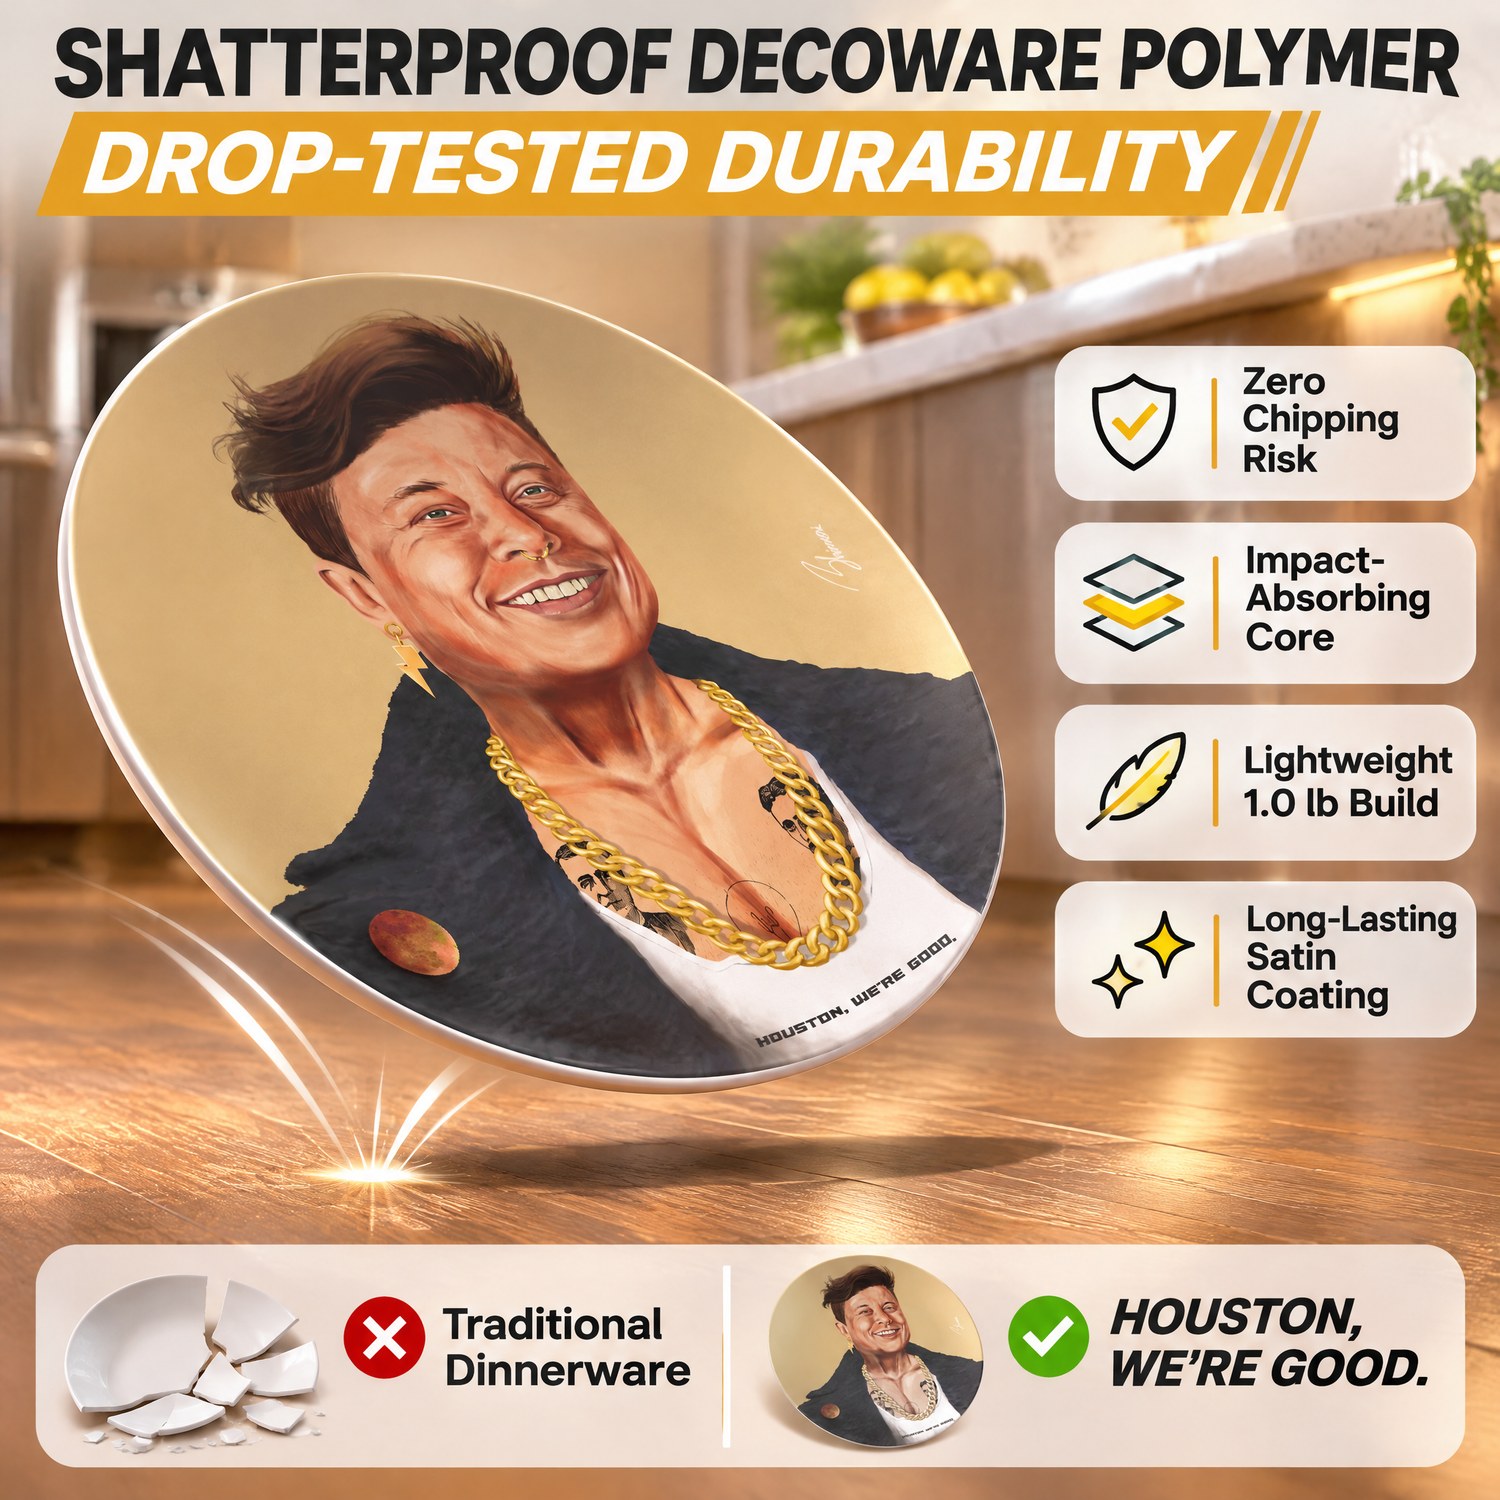 SHATTERPROOF DECOWARE POLYMER
DROP-TESTED DURABILITY
Zero
Chipping
Risk
Impact-
Absorbing
Core
Lightweight
1.0 lb Build
Long-Lasting
Satin
Coating
HOUSTON, WE'RE GOOD.
Traditional
Dinnerware
HOUSTON,
WE'RE GOOD.